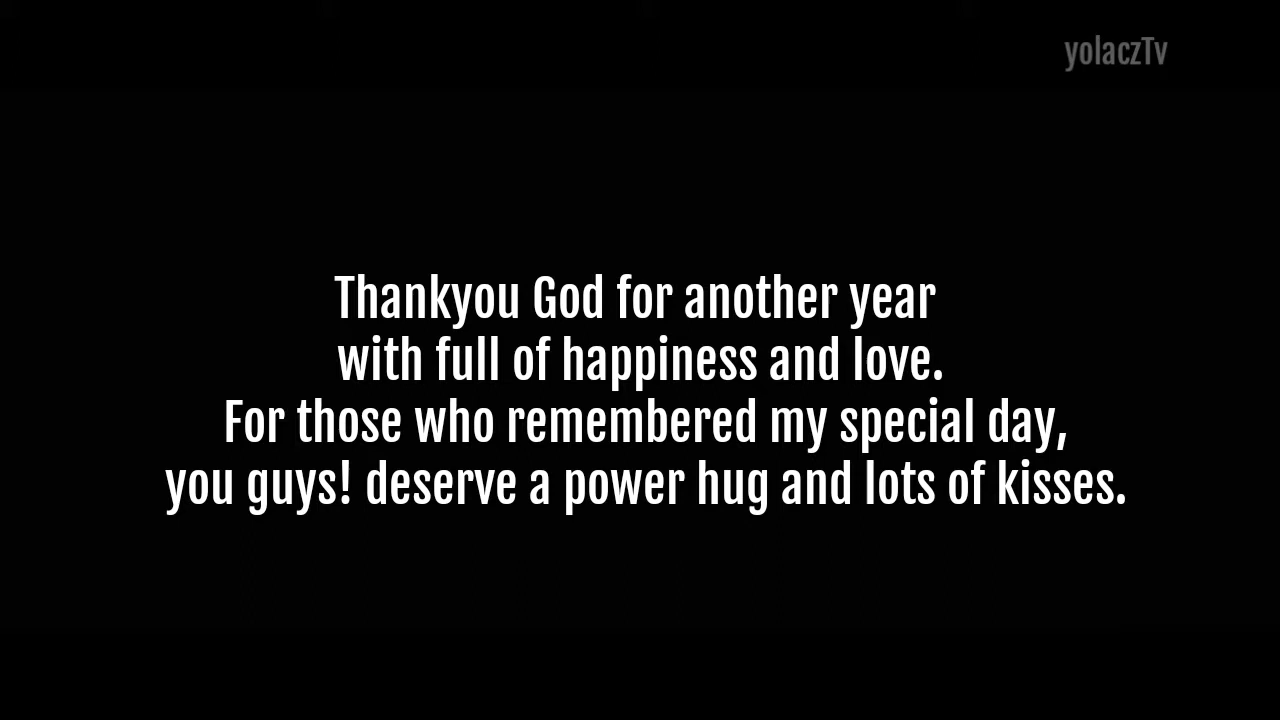 yolaczTv
Thankyou God for another year
with full of happiness and love.
For those who remembered my special day,
you guys! deserve a power hug and lots of kisses.